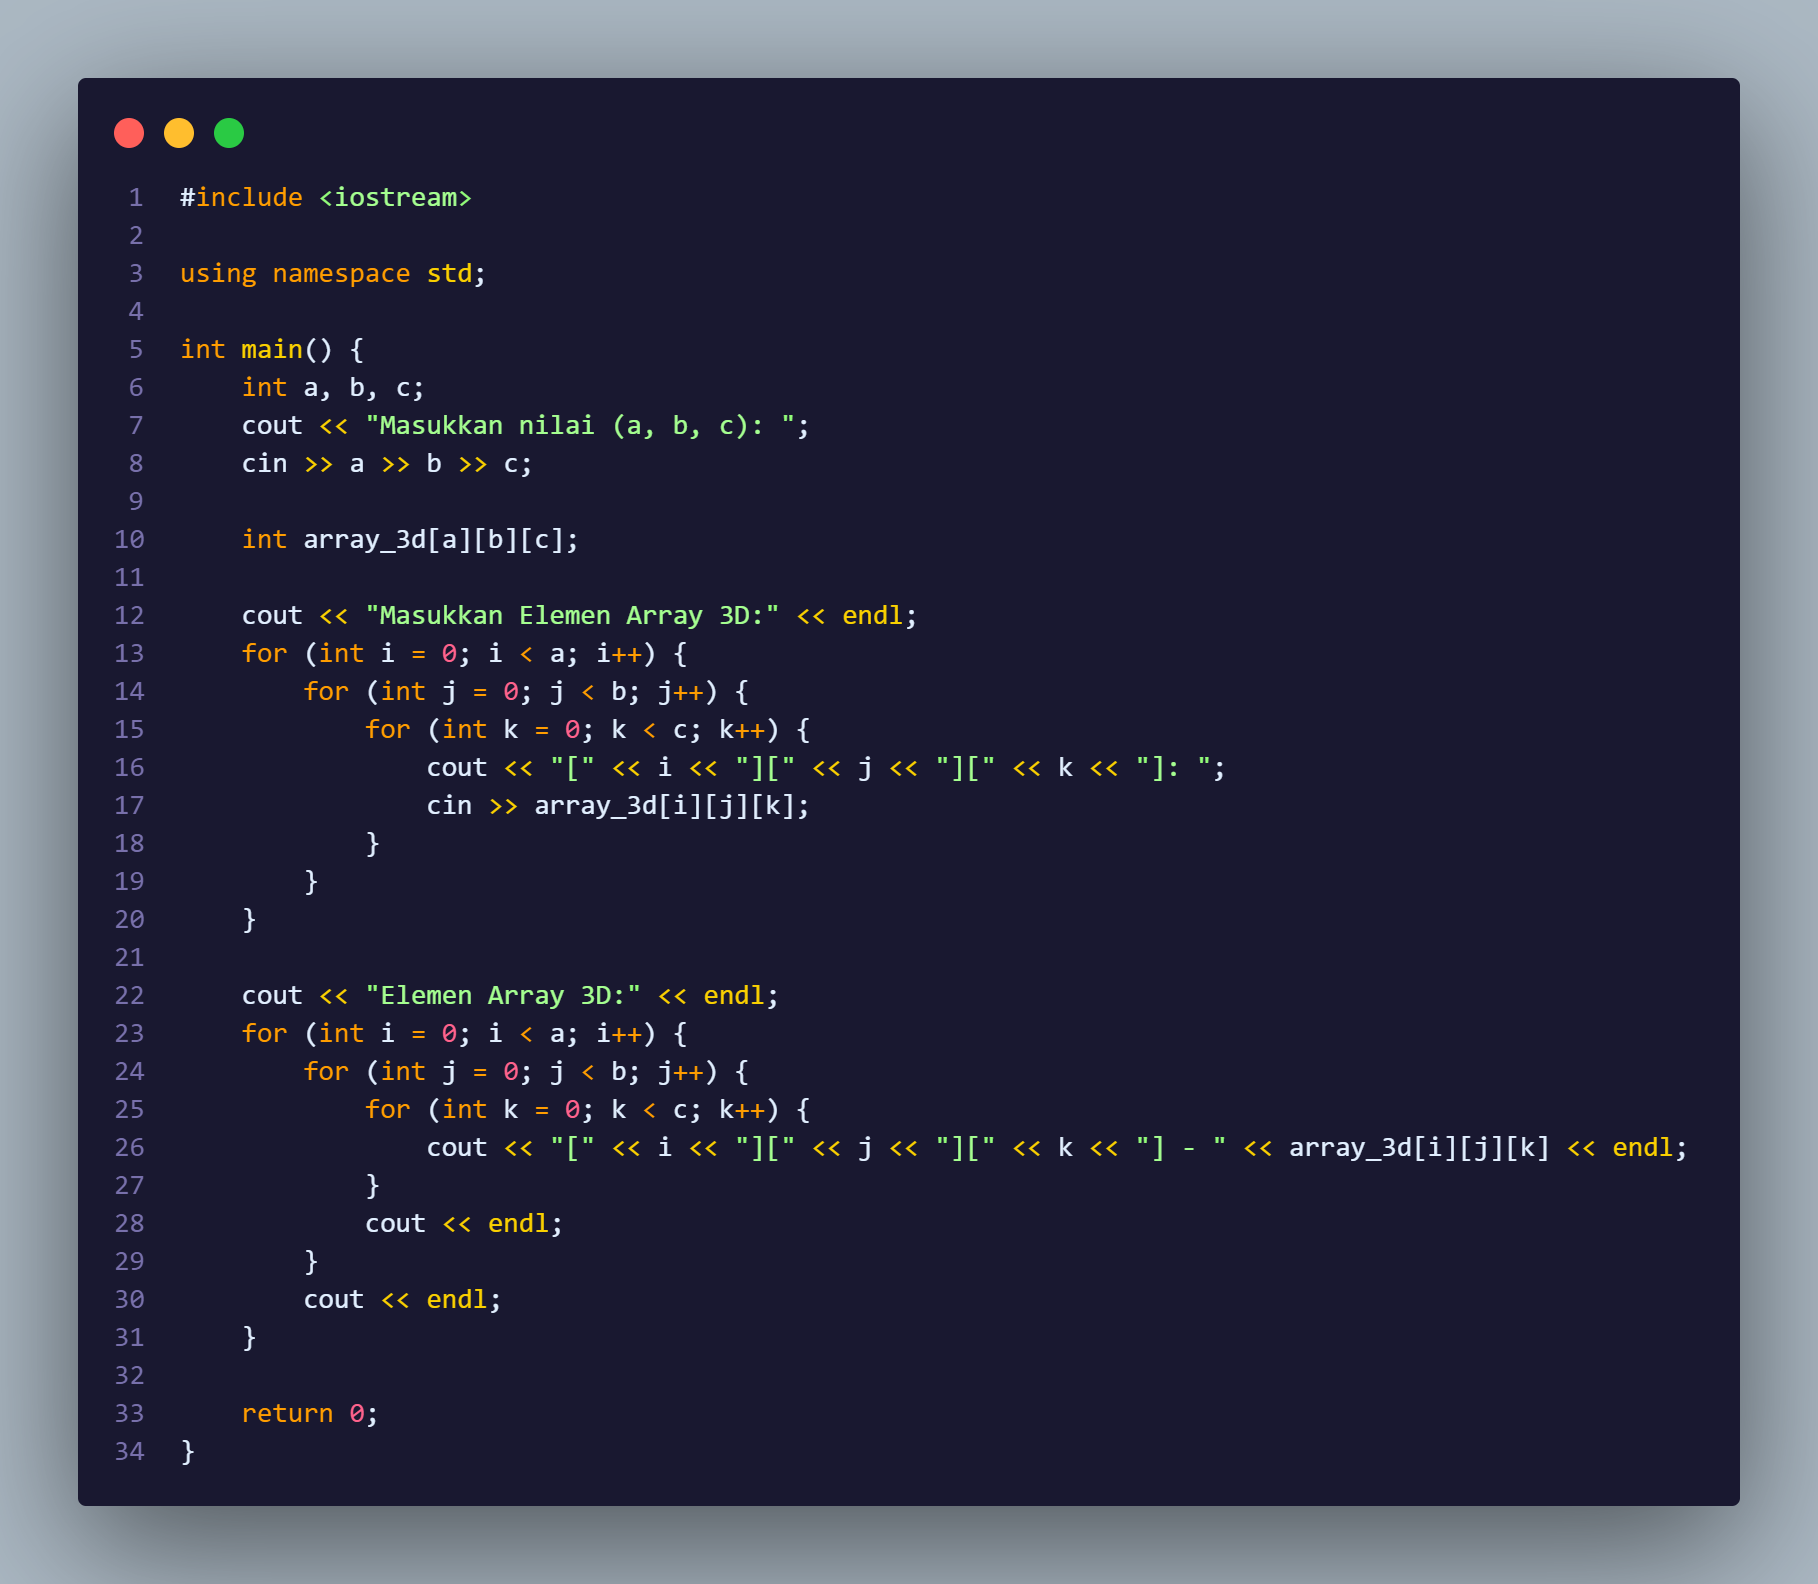 1 #include <iostream>
2
3 using namespace std;
4
5 int main() {
6     int a, b, c;
7     cout << "Masukkan nilai (a, b, c): ";
8     cin >> a >> b >> c;
9
10     int array_3d[a][b][c];
11
12     cout << "Masukkan Elemen Array 3D:" << endl;
13     for (int i = 0; i < a; i++) {
14         for (int j = 0; j < b; j++) {
15             for (int k = 0; k < c; k++) {
16                 cout << "[" << i << "][" << j << "][" << k << "]: ";
17                 cin >> array_3d[i][j][k];
18             }
19         }
20     }
21
22     cout << "Elemen Array 3D:" << endl;
23     for (int i = 0; i < a; i++) {
24         for (int j = 0; j < b; j++) {
25             for (int k = 0; k < c; k++) {
26                 cout << "[" << i << "][" << j << "][" << k << "] - " << array_3d[i][j][k] << endl;
27             }
28             cout << endl;
29         }
30         cout << endl;
31     }
32
33     return 0;
34 }